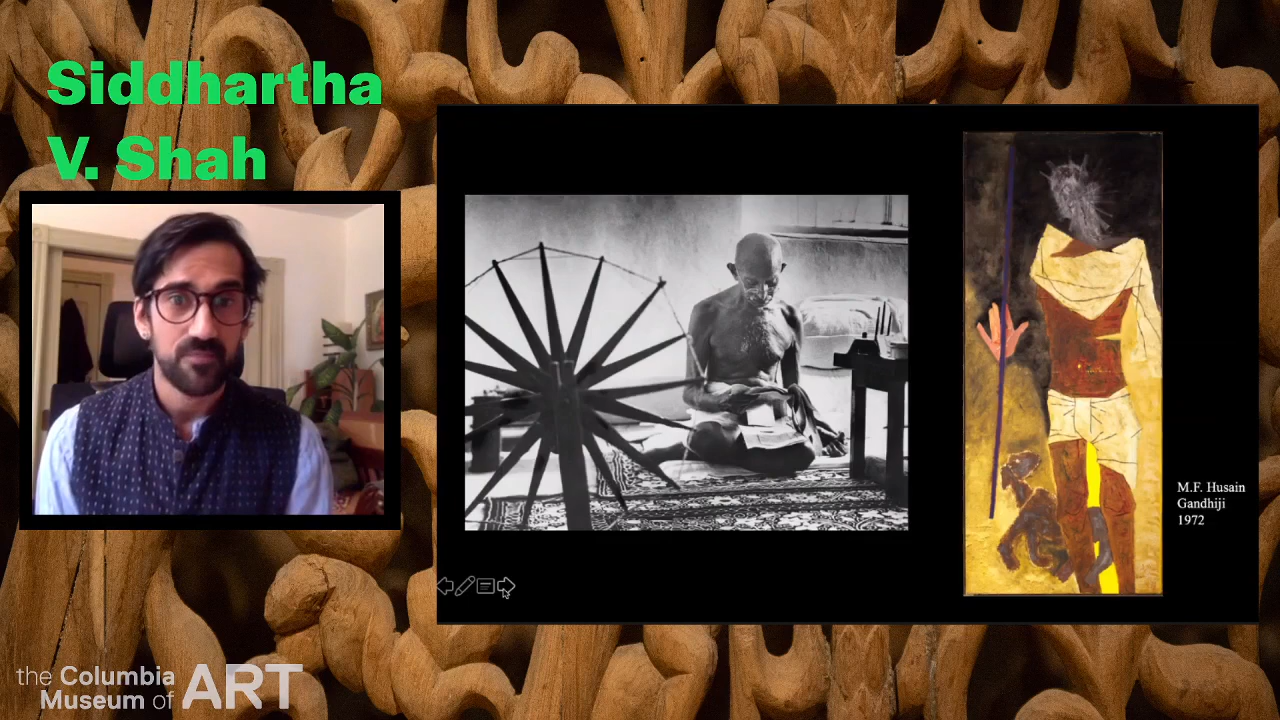 Siddhartha
V. Shah
M.F. Husain
Gandhiji
1972
the Columbia
Museum of ART